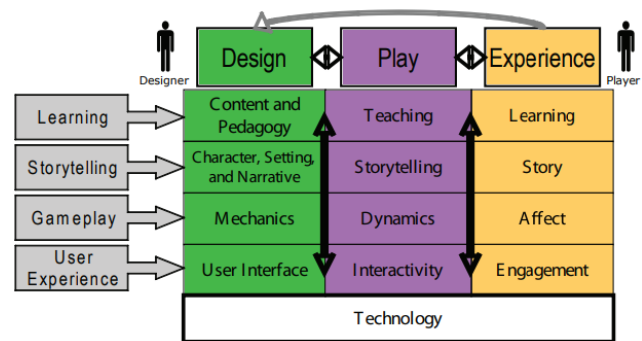 Design Play Experience
Designer Player
Learning
Content and
Pedagogy
Teaching
Learning
Storytelling
Character, Setting,
and Narrative
Storytelling
Story
Gameplay
Mechanics
Dynamics
Affect
User
Experience
User Interface
Interactivity
Engagement
Technology